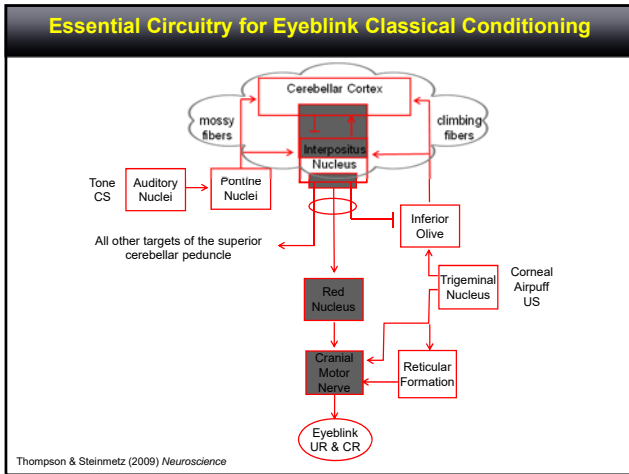 Essential Circuitry for Eyeblink Classical Conditioning
Cerebellar Cortex
mossy
fibers
climbing
fibers
Interpositus
Nucleus
Tone
CS
Auditory
Nuclei
Pontine
Nuclei
Inferior
Olive
All other targets of the superior
cerebellar peduncle
Red
Nucleus
Trigeminal
Nucleus
Corneal
Airpuff
US
Cranial
Motor
Nerve
Reticular
Formation
Eyeblink
UR & CR
Thompson & Steinmetz (2009) Neuroscience